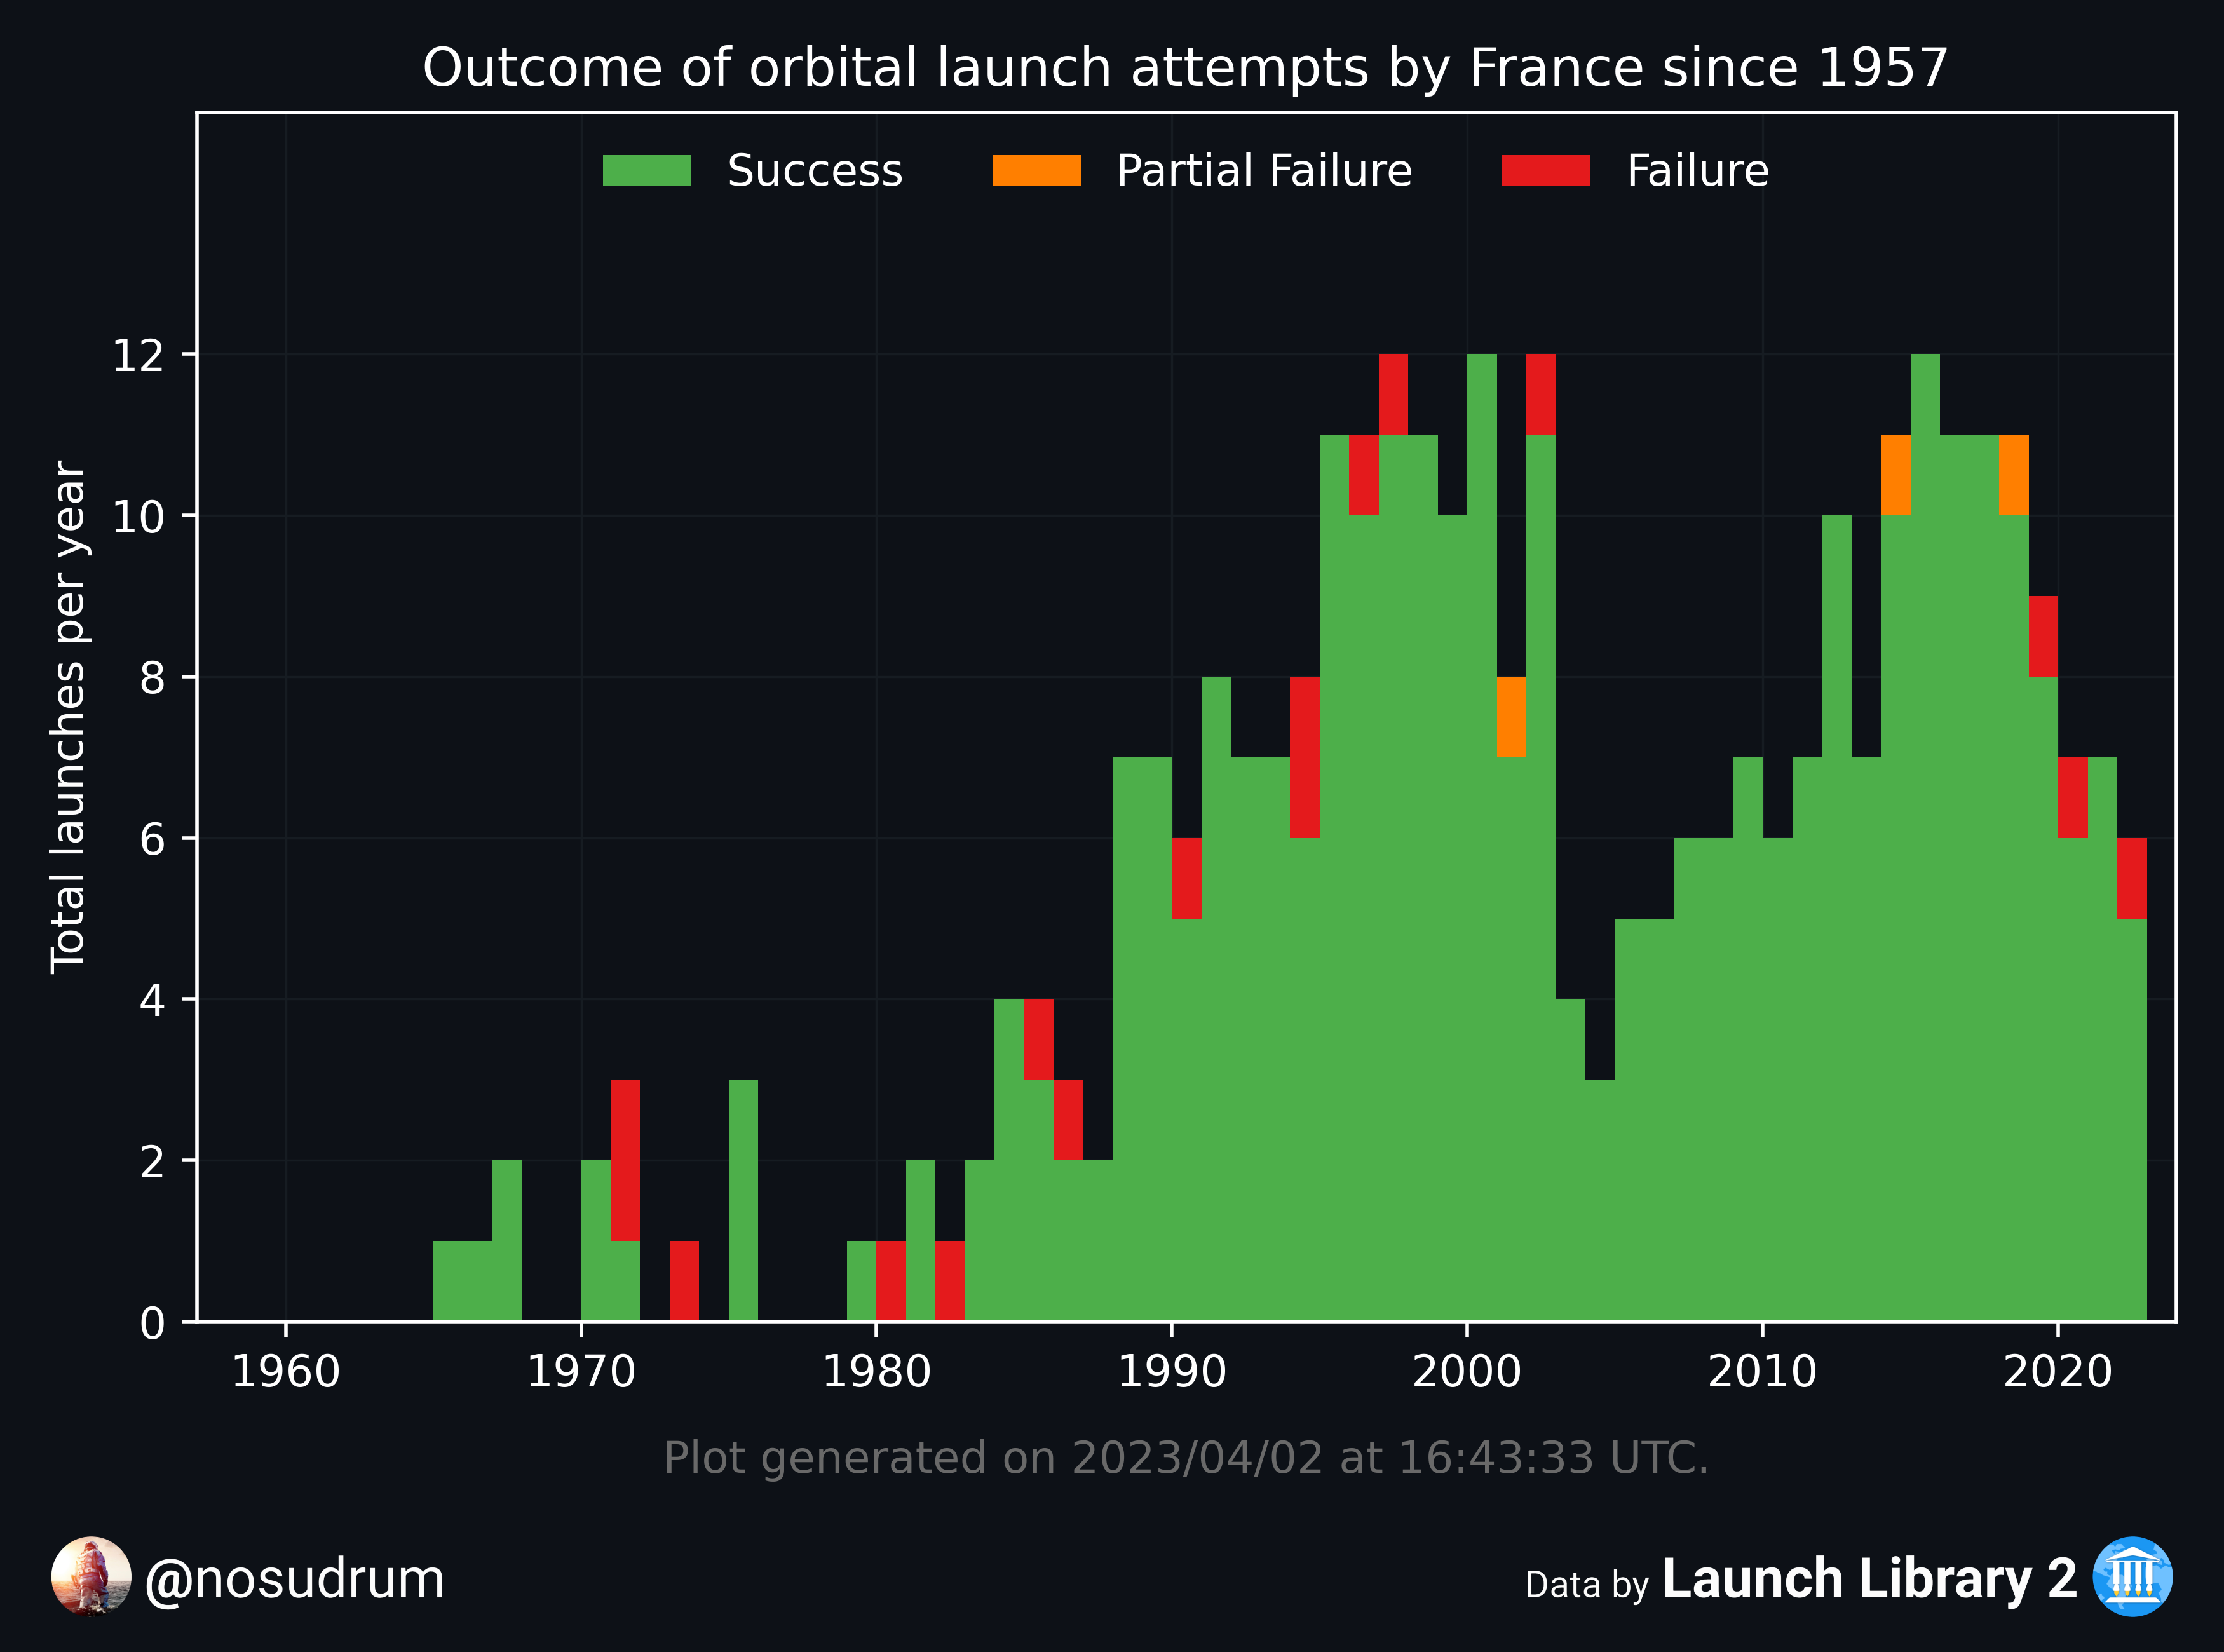 Outcome of orbital launch attempts by France since 1957
Success Partial Failure Failure
Total launches per year
12
10
8
6
4
2
0
1960 1970 1980 1990 2000 2010 2020
Plot generated on 2023/04/02 at 16:43:33 UTC.
@nosudrum
Data by Launch Library 2